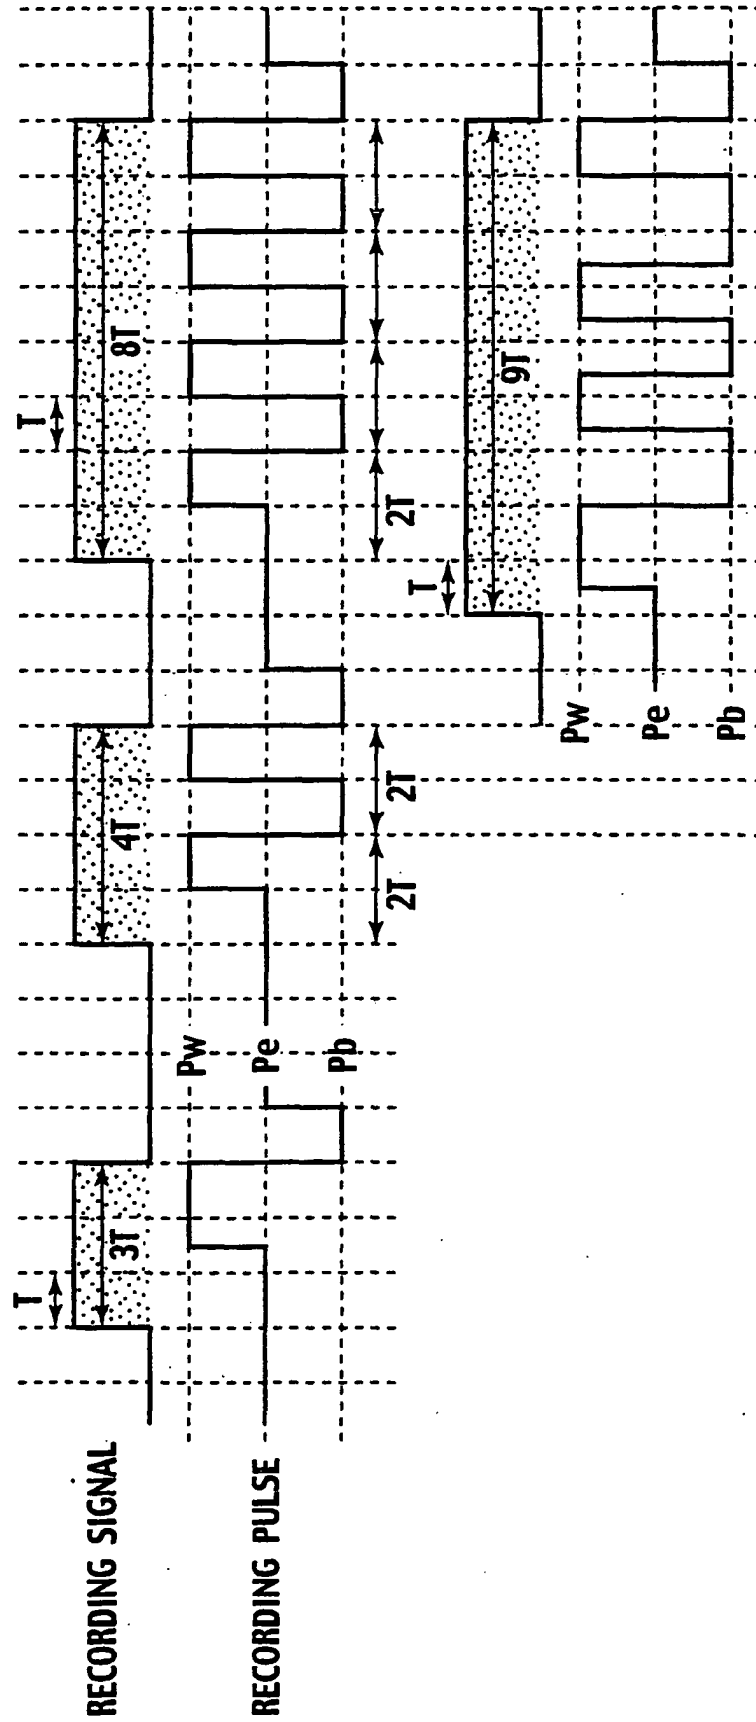 RECORDING SIGNAL
T
3T
4T
T
8T
RECORDING PULSE
Pw
Pe
Pb
2T
2T
2T
T
9T
Pw
Pe
Pb